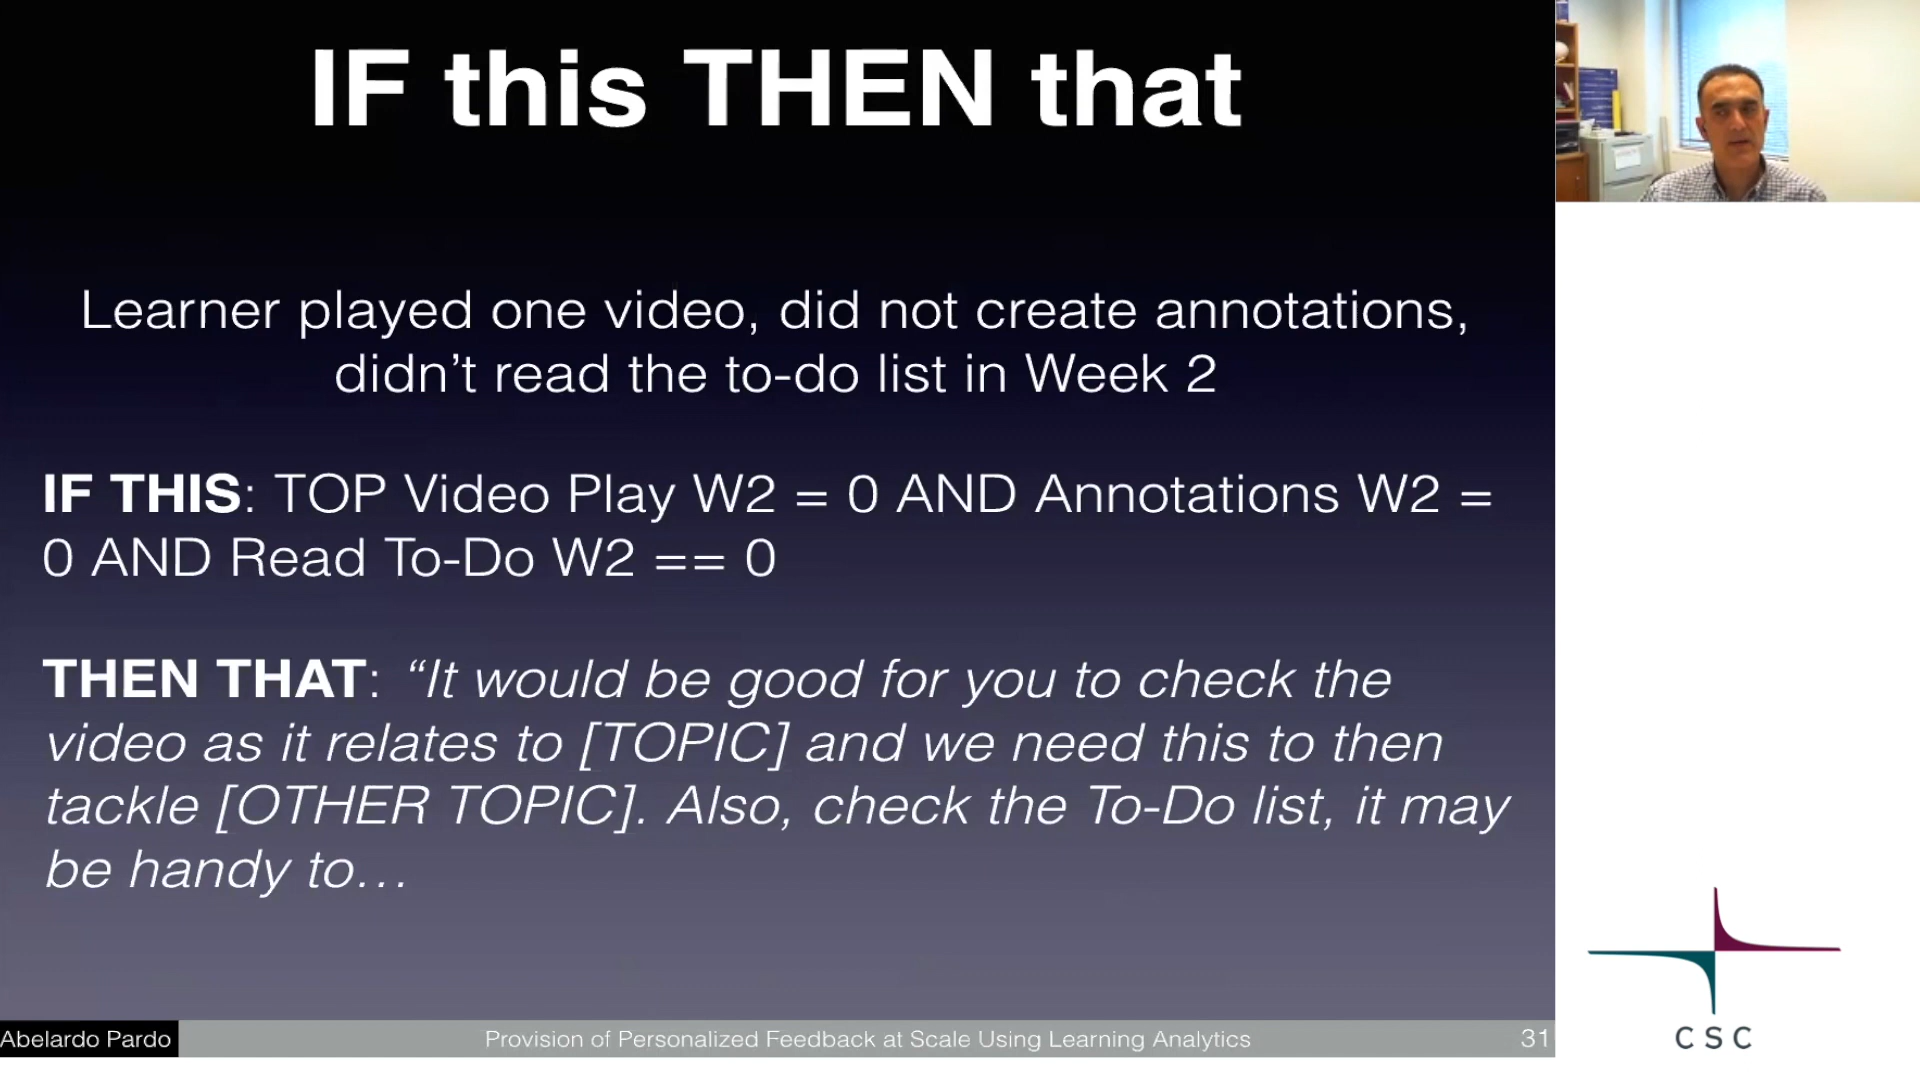 IF this THEN that
Learner played one video, did not create annotations,
didn’t read the to-do list in Week 2
IF THIS: TOP Video Play W2 = 0 AND Annotations W2 =
0 AND Read To-Do W2 == 0
THEN THAT: “It would be good for you to check the
video as it relates to [TOPIC] and we need this to then
tackle [OTHER TOPIC]. Also, check the To-Do list, it may
be handy to…
Abelardo Pardo
Provision of Personalized Feedback at Scale Using Learning Analytics
31
CSC